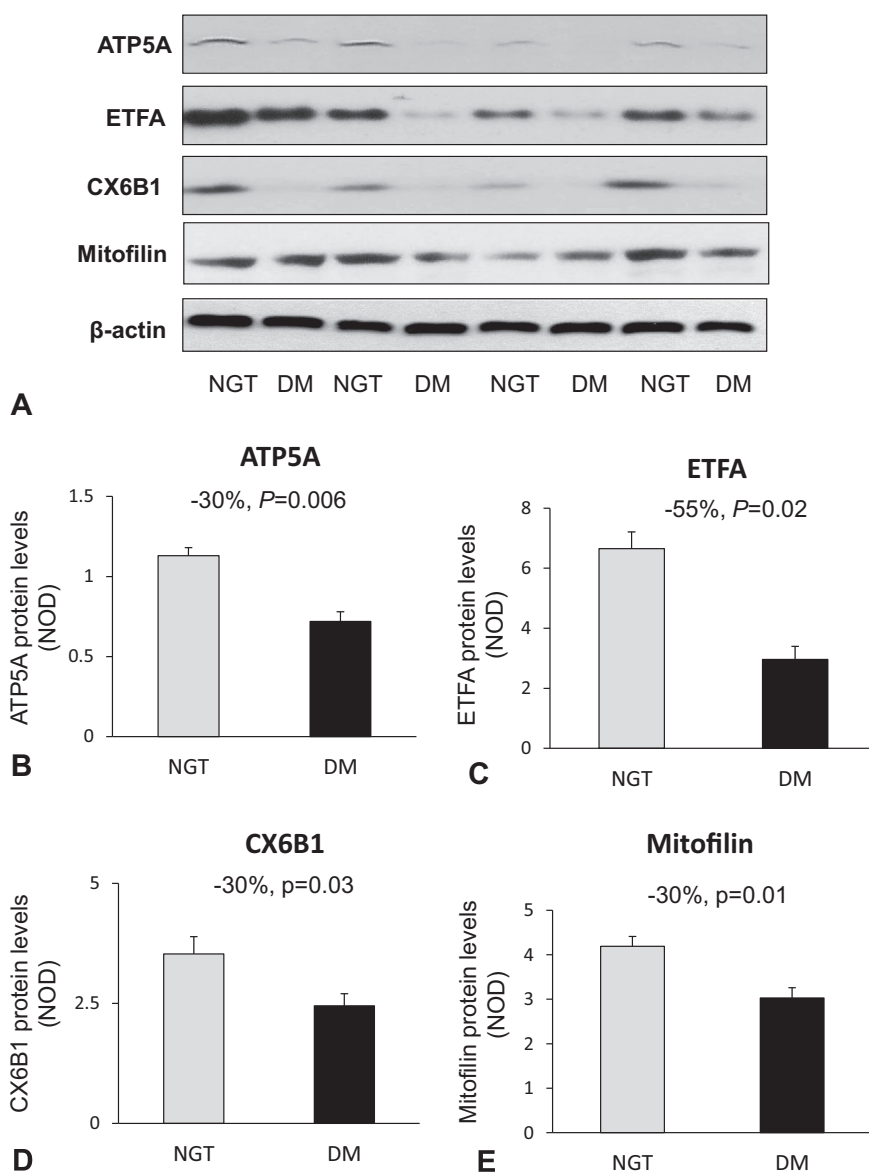 ATP5A
ETFA
CX6B1
Mitofilin
β-actin
NGT DM NGT DM NGT DM NGT DM
A
ATP5A
-30%, P=0.006
ATP5A protein levels
(NOD)
1.5
1
0.5
0
NGT DM
B
ETFA
-55%, P=0.02
ETFA protein levels
(NOD)
8
6
4
2
0
NGT DM
C
CX6B1
-30%, p=0.03
CX6B1 protein levels
(NOD)
5
2.5
0
NGT DM
D
Mitofilin
-30%, p=0.01
Mitofilin protein levels
(NOD)
5
4
3
2
1
0
NGT DM
E